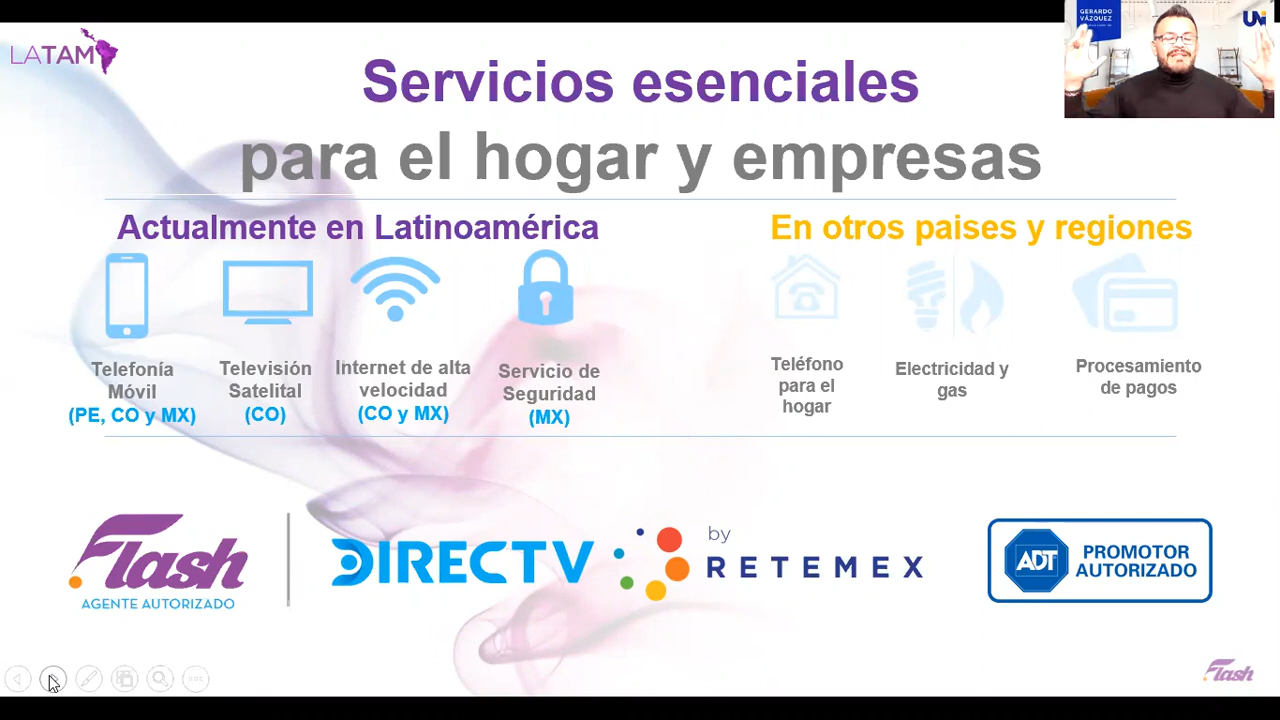 LATAM
GERARDO
VÁZQUEZ
Servicios esenciales
para el hogar y empresas
Actualmente en Latinoamérica
En otros paises y regiones
Telefonía
Móvil
(PE, CO y MX)
Televisión
Satelital
(CO)
Internet de alta
velocidad
(CO y MX)
Servicio de
Seguridad
(MX)
Teléfono
para el
hogar
Electricidad y
gas
Procesamiento
de pagos
Flash
AGENTE AUTORIZADO
DIRECTV
by
RETEMEX
ADT
PROMOTOR
AUTORIZADO
Flash